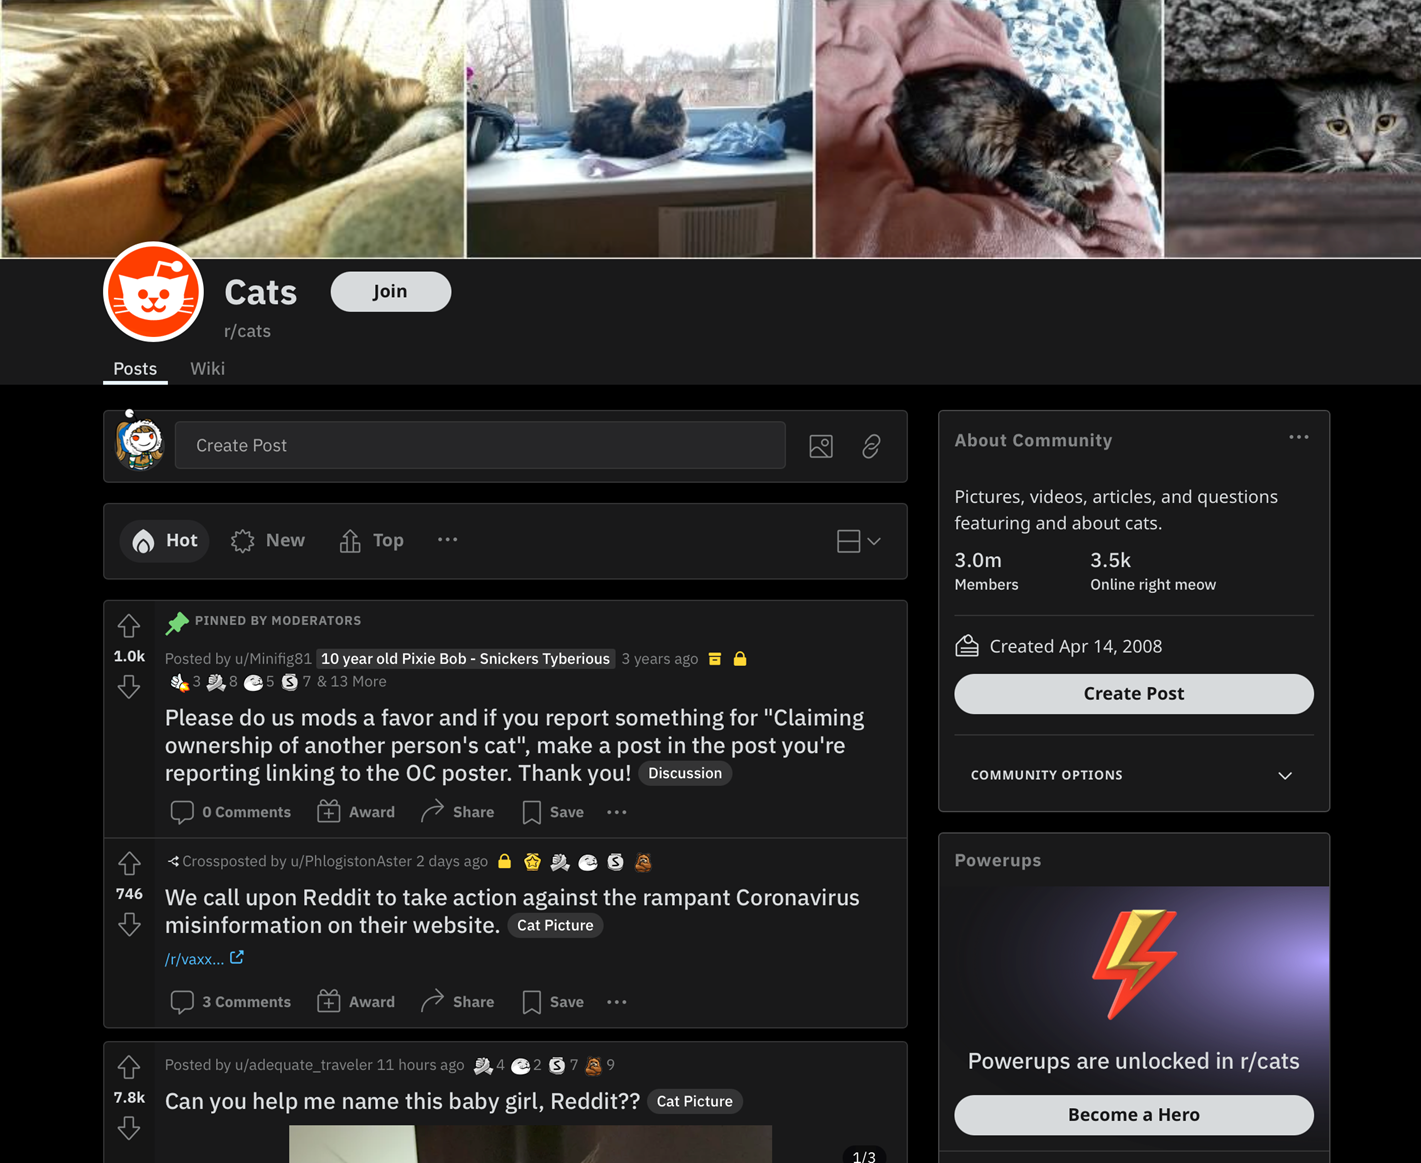 Cats
Join
r/cats
Posts Wiki
Create Post
Hot New Top
PINNED BY MODERATORS
1.0k
Posted by u/Minifig81 10 year old Pixie Bob - Snickers Tyberious 3 years ago
3 8 5 7 & 13 More
Please do us mods a favor and if you report something for "Claiming
ownership of another person's cat", make a post in the post you're
reporting linking to the OC poster. Thank you! Discussion
0 Comments Award Share Save
Crossposted by u/PhlogistonAster 2 days ago
746
We call upon Reddit to take action against the rampant Coronavirus
misinformation on their website. Cat Picture
/r/vaxx...
3 Comments Award Share Save
Posted by u/adequate_traveler 11 hours ago 4 2 7 9
7.8k
Can you help me name this baby girl, Reddit?? Cat Picture
1/3
About Community
Pictures, videos, articles, and questions
featuring and about cats.
3.0m 3.5k
Members Online right meow
Created Apr 14, 2008
Create Post
COMMUNITY OPTIONS
Powerups
Powerups are unlocked in r/cats
Become a Hero